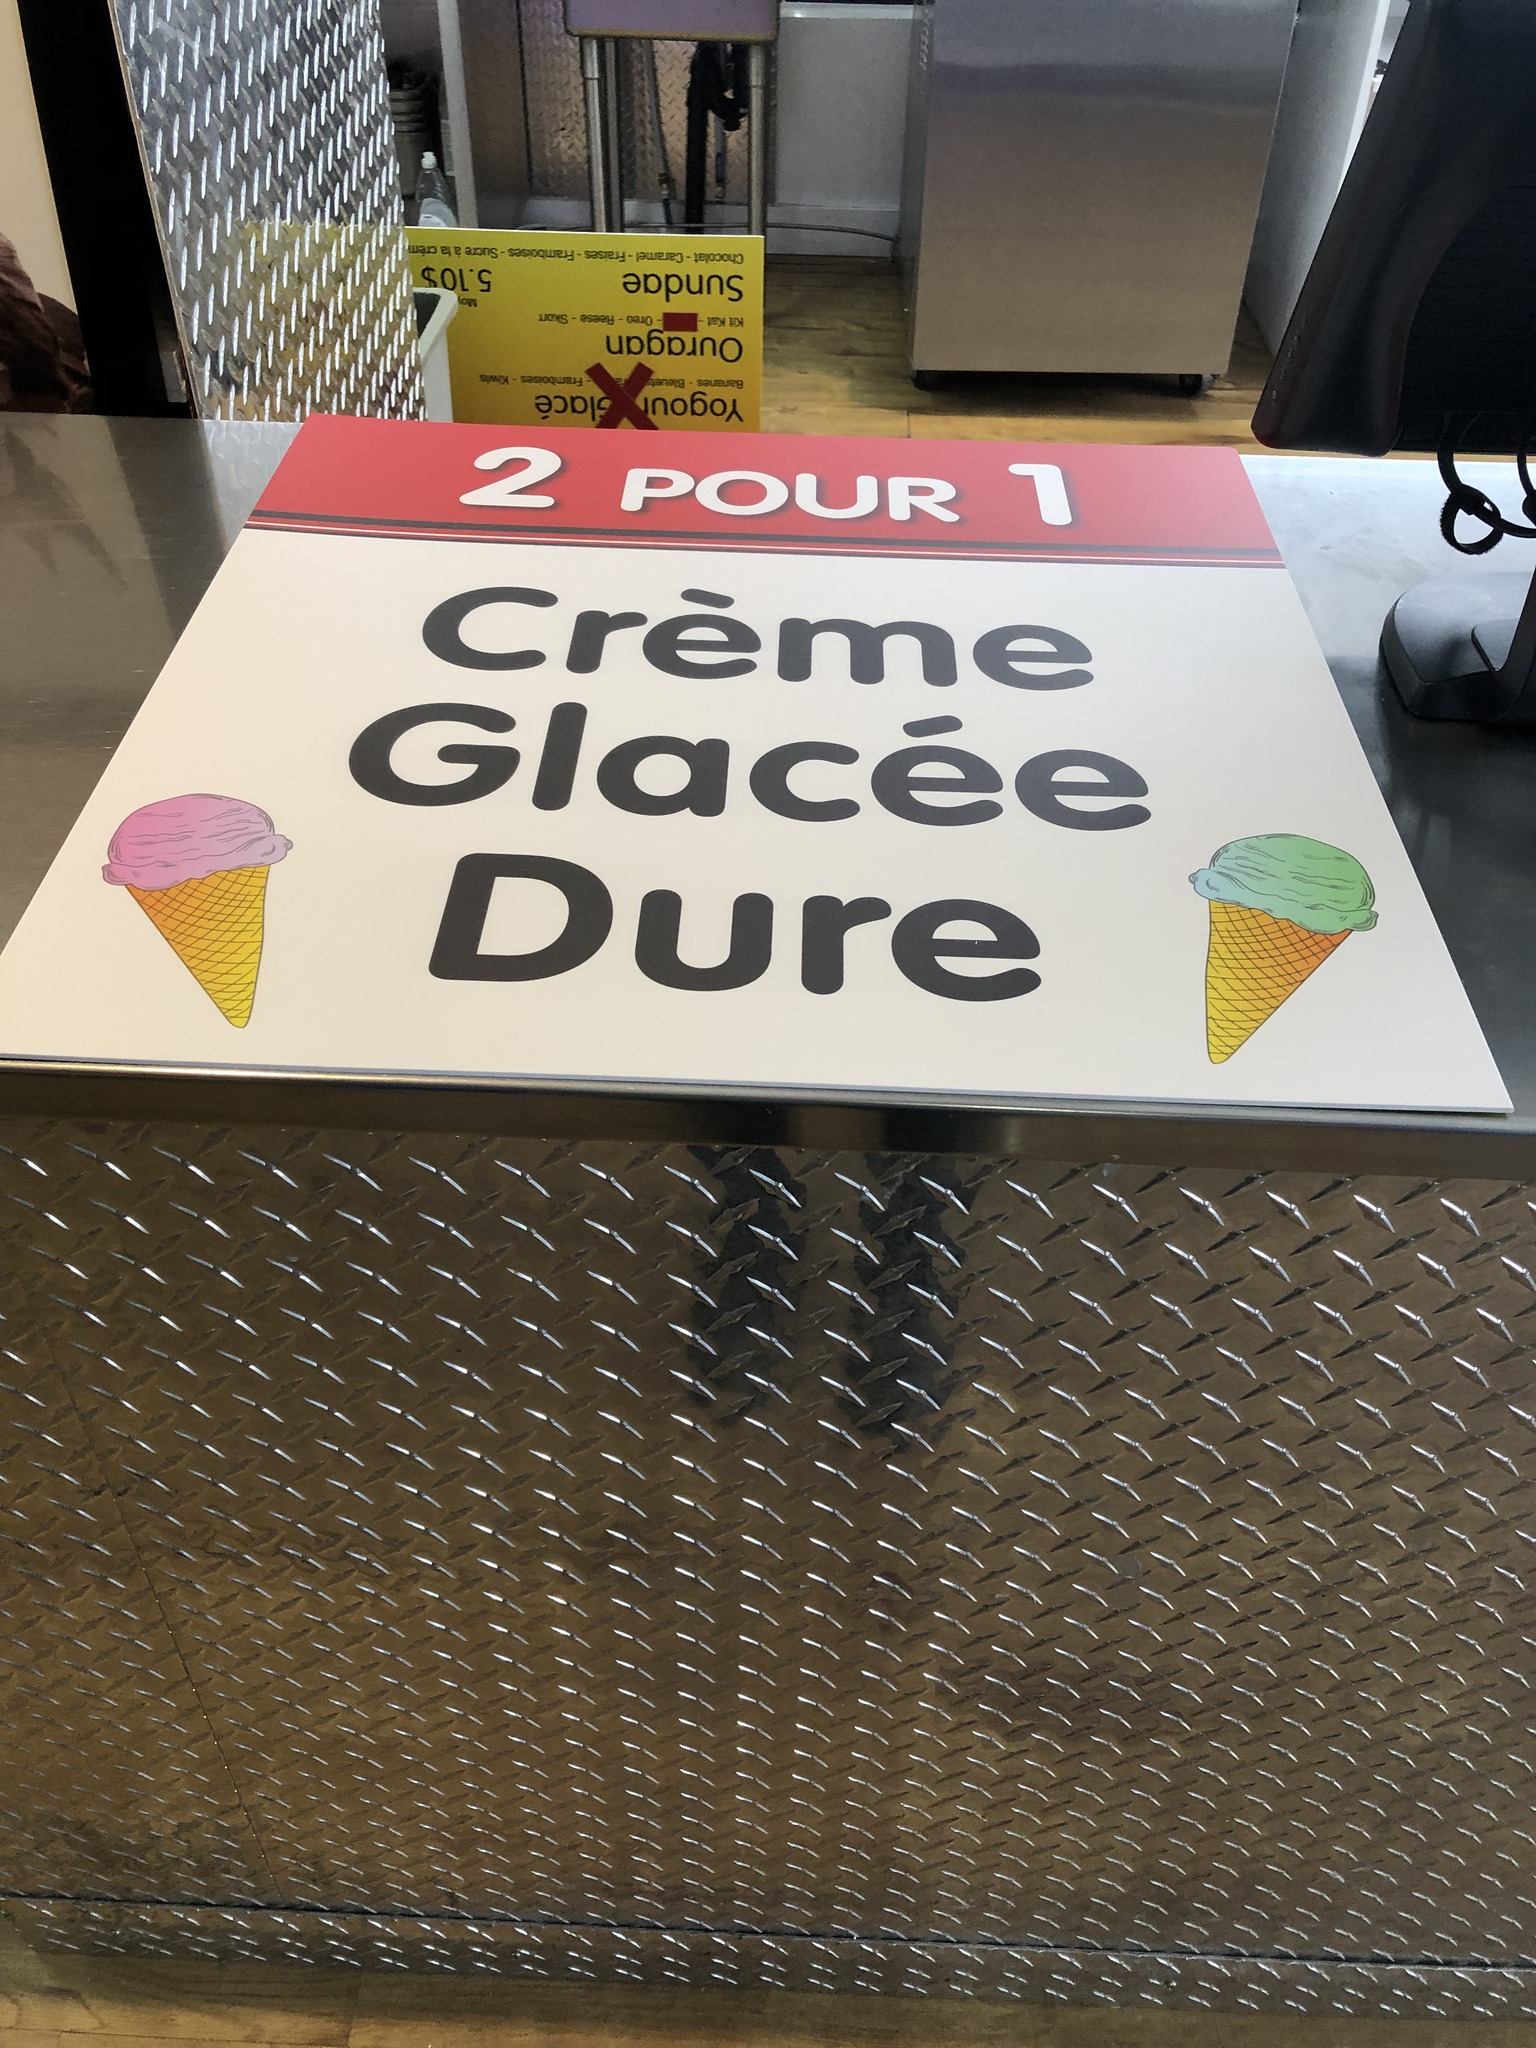 2 POUR 1
Crème
Glacée
Dure
Yogourt Glacé
Bananes - Bleuets - Framboises - Kiwis
Ouragan
Kit Kat - Oreo - Reese - Skorr
Sundae
5.10$
Chocolat - Caramel - Fraises - Framboises - Sucre à la